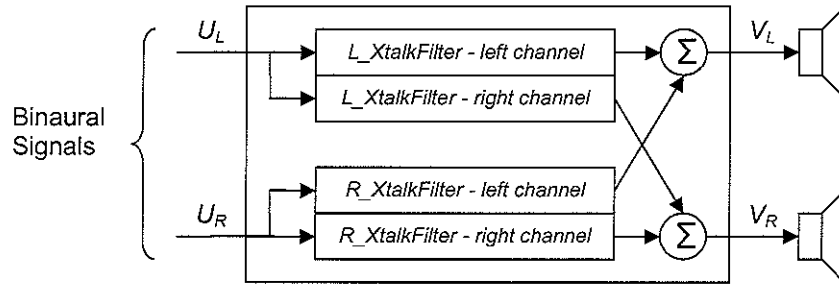 U_L
L_XtalkFilter - left channel
Σ
V_L
L_XtalkFilter - right channel
Binaural
Signals
R_XtalkFilter - left channel
U_R
R_XtalkFilter - right channel
Σ
V_R